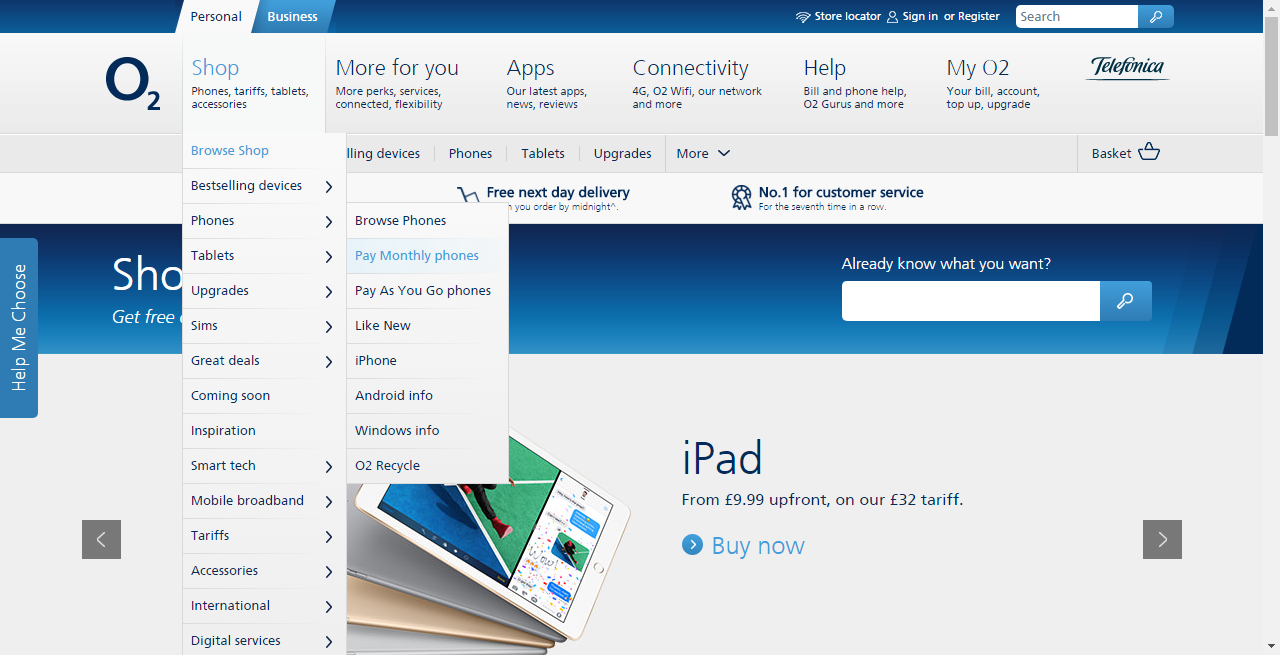 Personal
Business
Store locator
Sign in or Register
Search
O2
Shop
Phones, tariffs, tablets,
accessories
More for you
More perks, services,
connected, flexibility
Apps
Our latest apps,
news, reviews
Connectivity
4G, O2 Wifi, our network
and more
Help
Bill and phone help,
O2 Gurus and more
My O2
Your bill, account,
top up, upgrade
Telefónica
lling devices
Phones
Tablets
Upgrades
More
Basket
Free next day delivery
you order by midnight^.
No.1 for customer service
For the seventh time in a row.
Help Me Choose
Sho
Get free
Already know what you want?
Browse Shop
Bestselling devices
Phones
Tablets
Upgrades
Sims
Great deals
Coming soon
Inspiration
Smart tech
Mobile broadband
Tariffs
Accessories
International
Digital services
Browse Phones
Pay Monthly phones
Pay As You Go phones
Like New
iPhone
Android info
Windows info
O2 Recycle
iPad
From £9.99 upfront, on our £32 tariff.
Buy now